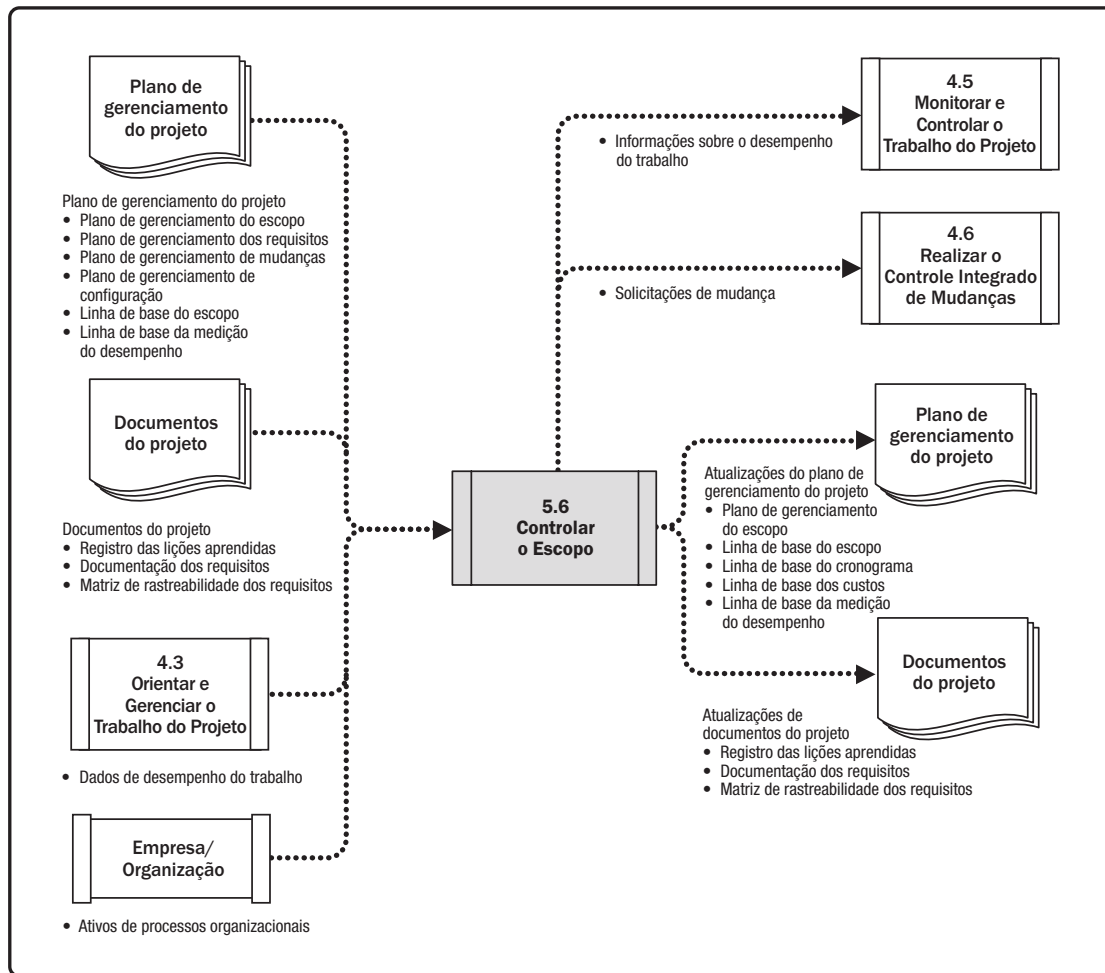 Plano de
gerenciamento
do projeto
Plano de gerenciamento do projeto
• Plano de gerenciamento do escopo
• Plano de gerenciamento dos requisitos
• Plano de gerenciamento de mudanças
• Plano de gerenciamento de
configuração
• Linha de base do escopo
• Linha de base da medição
do desempenho
Documentos
do projeto
Documentos do projeto
• Registro das lições aprendidas
• Documentação dos requisitos
• Matriz de rastreabilidade dos requisitos
4.3
Orientar e
Gerenciar o
Trabalho do Projeto
• Dados de desempenho do trabalho
Empresa/
Organização
• Ativos de processos organizacionais
5.6
Controlar
o Escopo
• Informações sobre o desempenho
do trabalho
4.5
Monitorar e
Controlar o
Trabalho do Projeto
• Solicitações de mudança
4.6
Realizar o
Controle Integrado
de Mudanças
Plano de
gerenciamento
do projeto
Atualizações do plano de
gerenciamento do projeto
• Plano de gerenciamento
do escopo
• Linha de base do escopo
• Linha de base do cronograma
• Linha de base dos custos
• Linha de base da medição
do desempenho
Documentos
do projeto
Atualizações de
documentos do projeto
• Registro das lições aprendidas
• Documentação dos requisitos
• Matriz de rastreabilidade dos requisitos